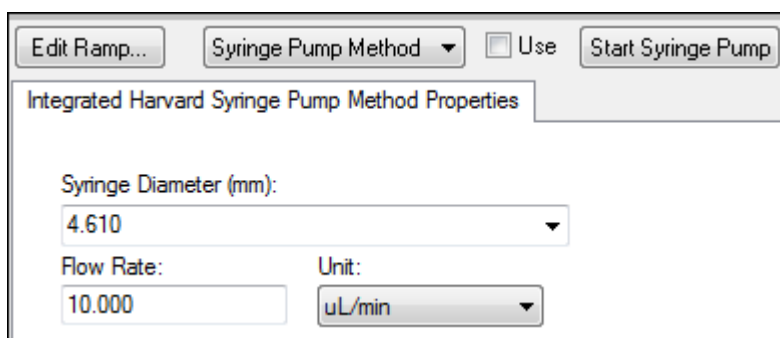 Edit Ramp... Syringe Pump Method Use Start Syringe Pump
Integrated Harvard Syringe Pump Method Properties
Syringe Diameter (mm):
4.610
Flow Rate: Unit:
10.000 uL/min